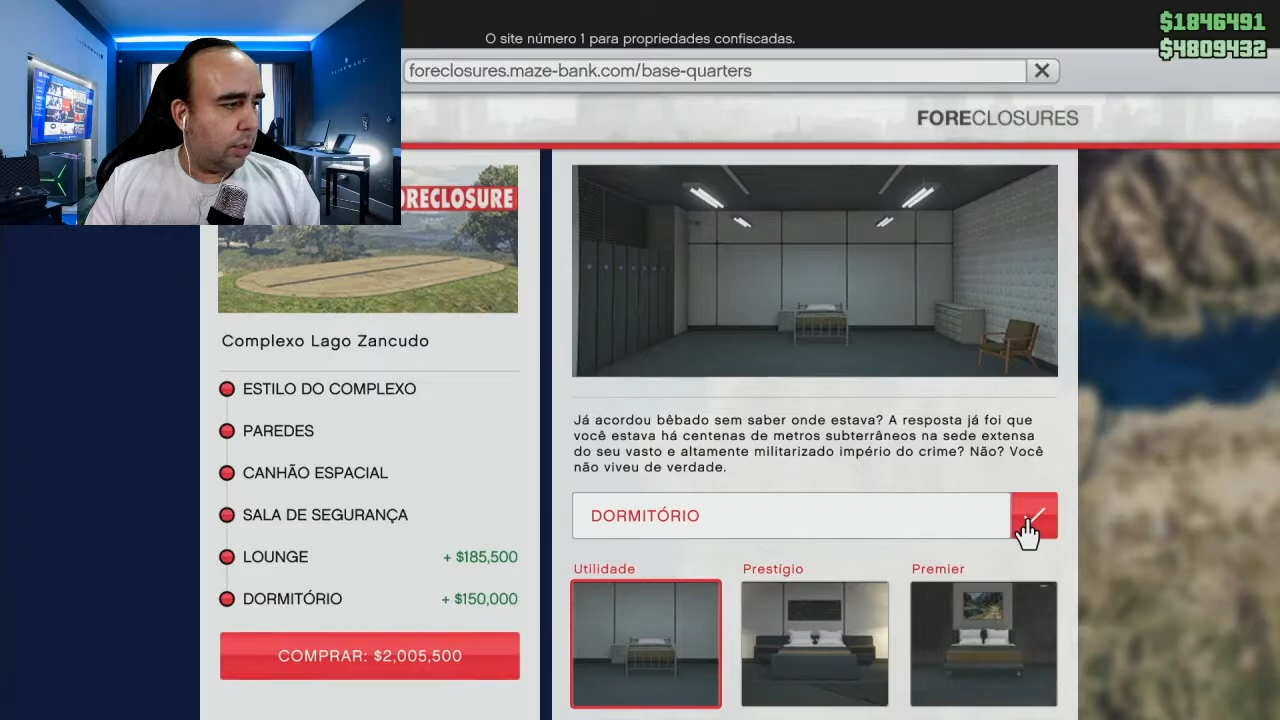 $1846491
$4809432
O site número 1 para propriedades confiscadas.
foreclosures.maze-bank.com/base-quarters
FORECLOSURES
RECLOSURE
Complexo Lago Zancudo
ESTILO DO COMPLEXO
PAREDES
CANHÃO ESPACIAL
SALA DE SEGURANÇA
LOUNGE + $185,500
DORMITÓRIO + $150,000
COMPRAR: $2,005,500
Já acordou bêbado sem saber onde estava? A resposta já foi que
você estava há centenas de metros subterrâneos na sede extensa
do seu vasto e altamente militarizado império do crime? Não? Você
não viveu de verdade.
DORMITÓRIO
Utilidade Prestígio Premier